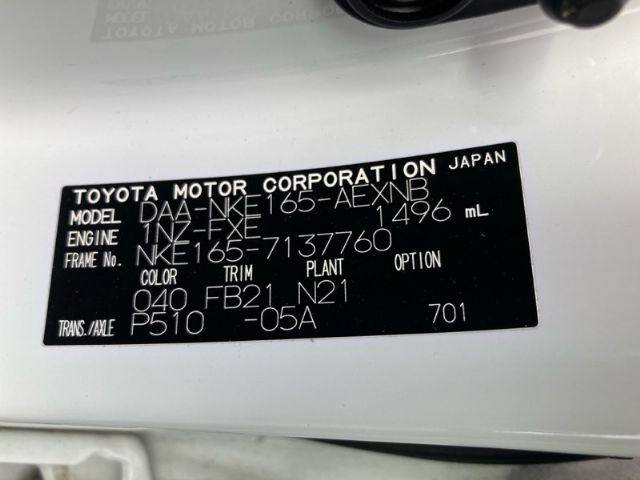 TOYOTA MOTOR CORPORATION JAPAN
MODEL DAA-NKE165-AEXNB
ENGINE 1NZ-FXE 1496 mL
FRAME No. NKE165-7137760
COLOR TRIM PLANT OPTION
040 FB21 N21
TRANS./AXLE P510 -05A 701